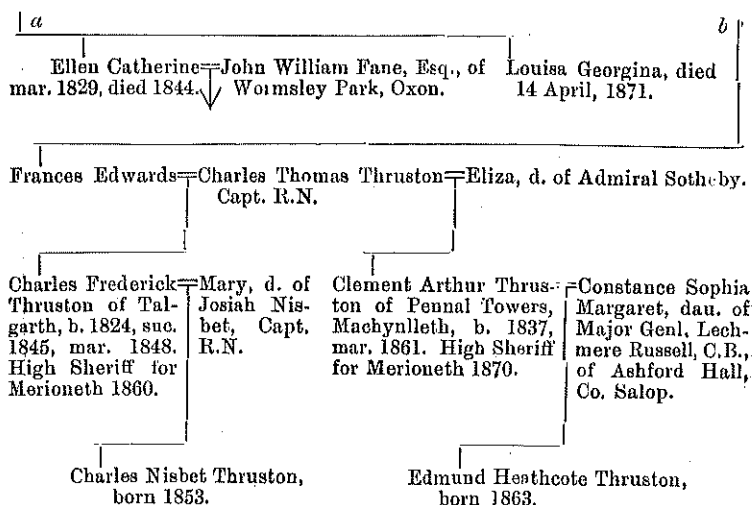 a b
Ellen Catherine John William Fane, Esq., of Louisa Georgina, died
mar. 1829, died 1844. Wormsley Park, Oxon. 14 April, 1871.
Frances Edwards Charles Thomas Thruston Eliza, d. of Admiral Sotheby.
Capt. R.N.
Charles Frederick
Thruston of Tal-
garth, b. 1824, suc.
1845, mar. 1848.
High Sheriff for
Merioneth 1860.
Mary, d. of
Josiah Nis-
bet, Capt.
R.N.
Clement Arthur Thrus-
ton of Pennal Towers,
Machynlleth, b. 1837,
mar. 1861. High Sheriff
for Merioneth 1870.
Constance Sophia
Margaret, dau. of
Major Genl. Lech-
mere Russell, C.B.,
of Ashford Hall,
Co. Salop.
Charles Nisbet Thruston,
born 1853.
Edmund Heathcote Thruston,
born 1863.